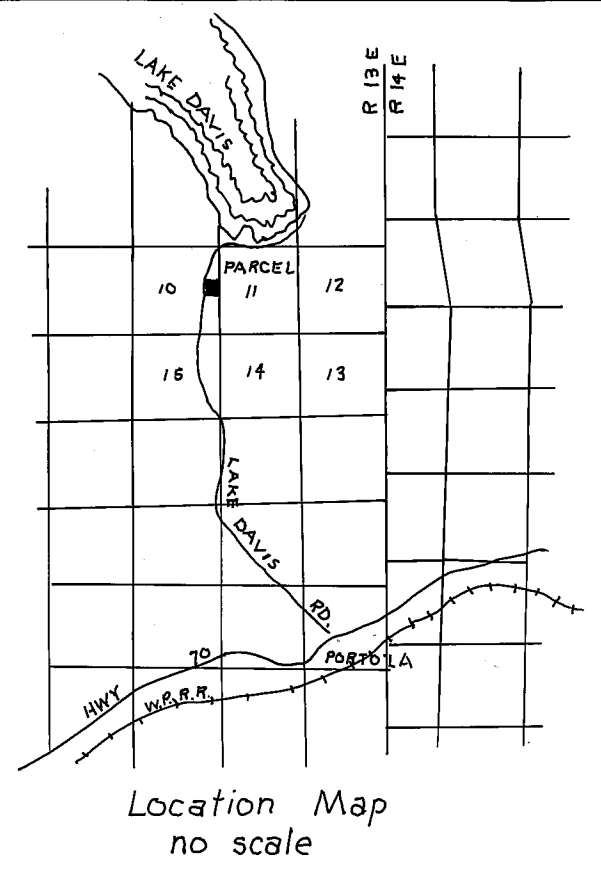 LAKE DAVIS
R 13 E
R 14 E
PARCEL
10
11
12
15
14
13
LAKE DAVIS RD.
70
PORTOLA
HWY
W.P.R.R.
Location Map
no scale